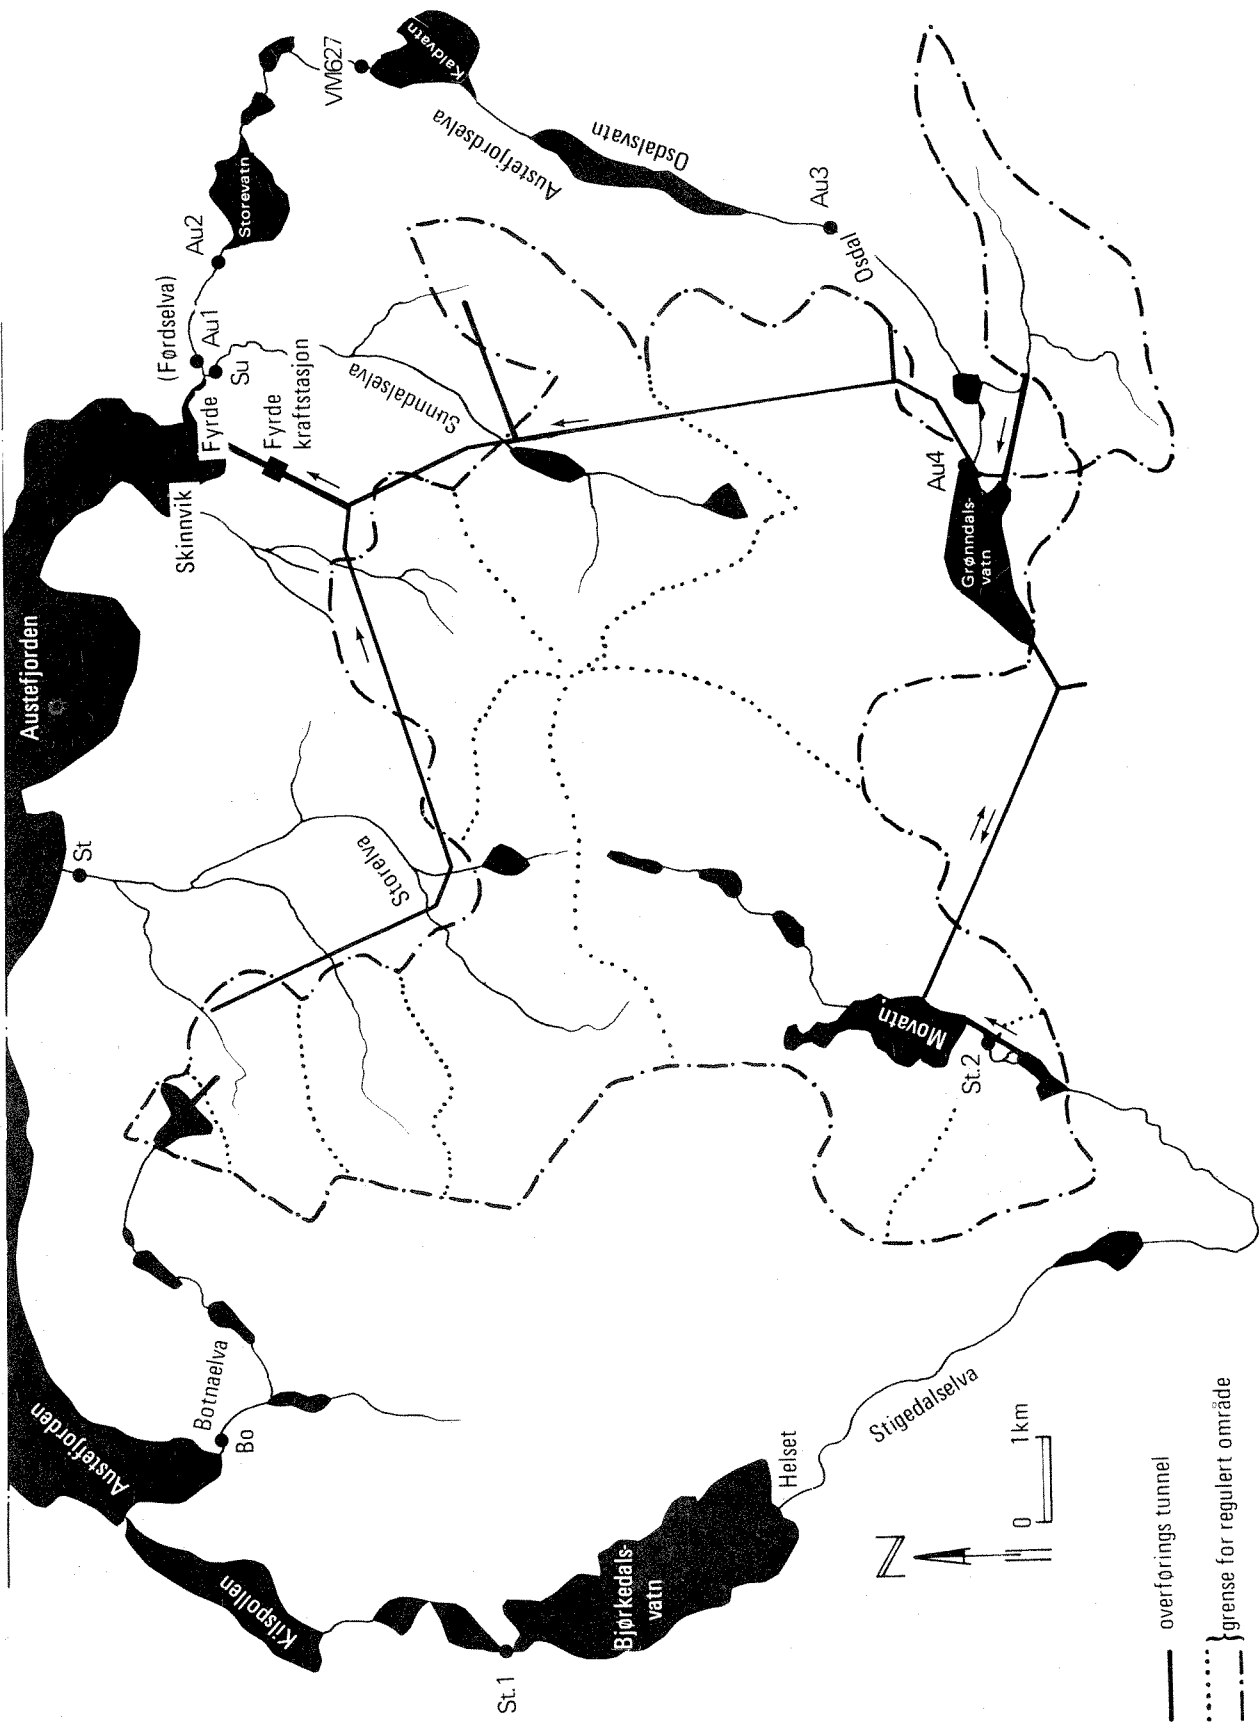 Austefjorden
Kilspollen
St.1
Bjørkedals-
vatn
Helset
Stigedalselva
Botnaelva
Bo
Austefjorden
St
Storelva
Movatn
St.2
Skinnvik
Fyrde
Fyrde
kraftstasjon
(Førdselva)
Su
Au1
Au2
Sunndalselva
Storevatn
VM627
Kaldvatn
Austefjordselva
Osdalsvatn
Au3
Osdal
Au4
Grønndals-
vatn
N
0 1km
overførings tunnel
}grense for regulert område